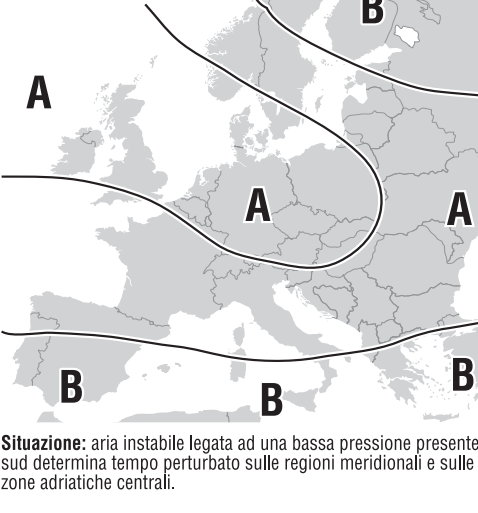 B
A
A
A
B
B
B
Situazione: aria instabile legata ad una bassa pressione presente
sud determina tempo perturbato sulle regioni meridionali e sulle
zone adriatiche centrali.